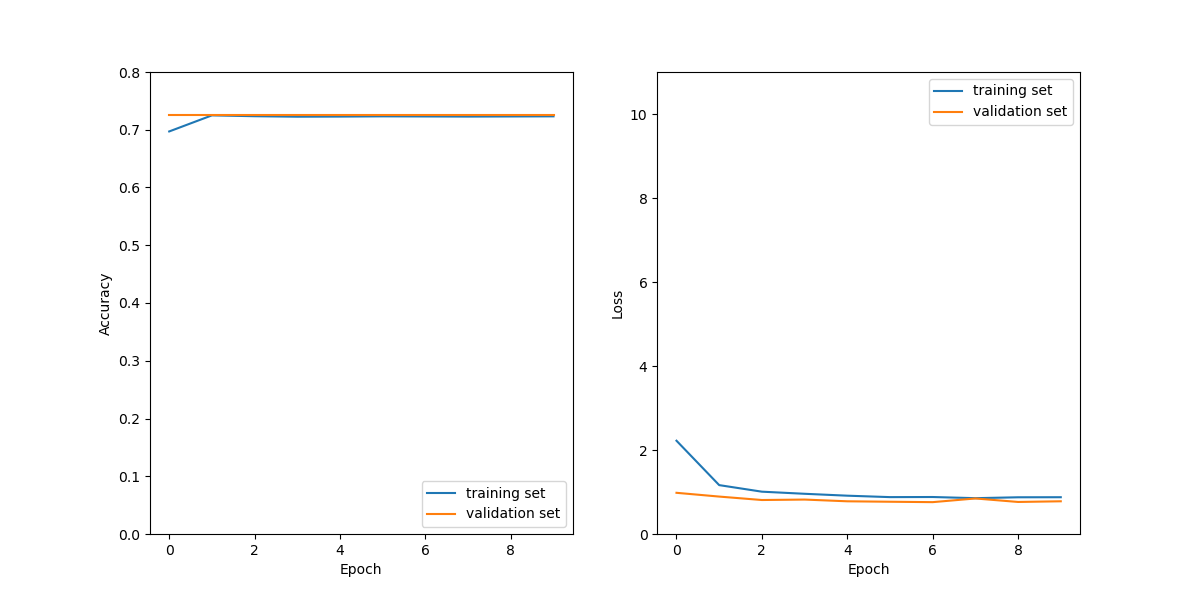 0.8
0.7
0.6
0.5
0.4
0.3
0.2
0.1
0.0
Accuracy
0 2 4 6 8
Epoch
training set
validation set
10
8
6
4
2
0
Loss
0 2 4 6 8
Epoch
training set
validation set